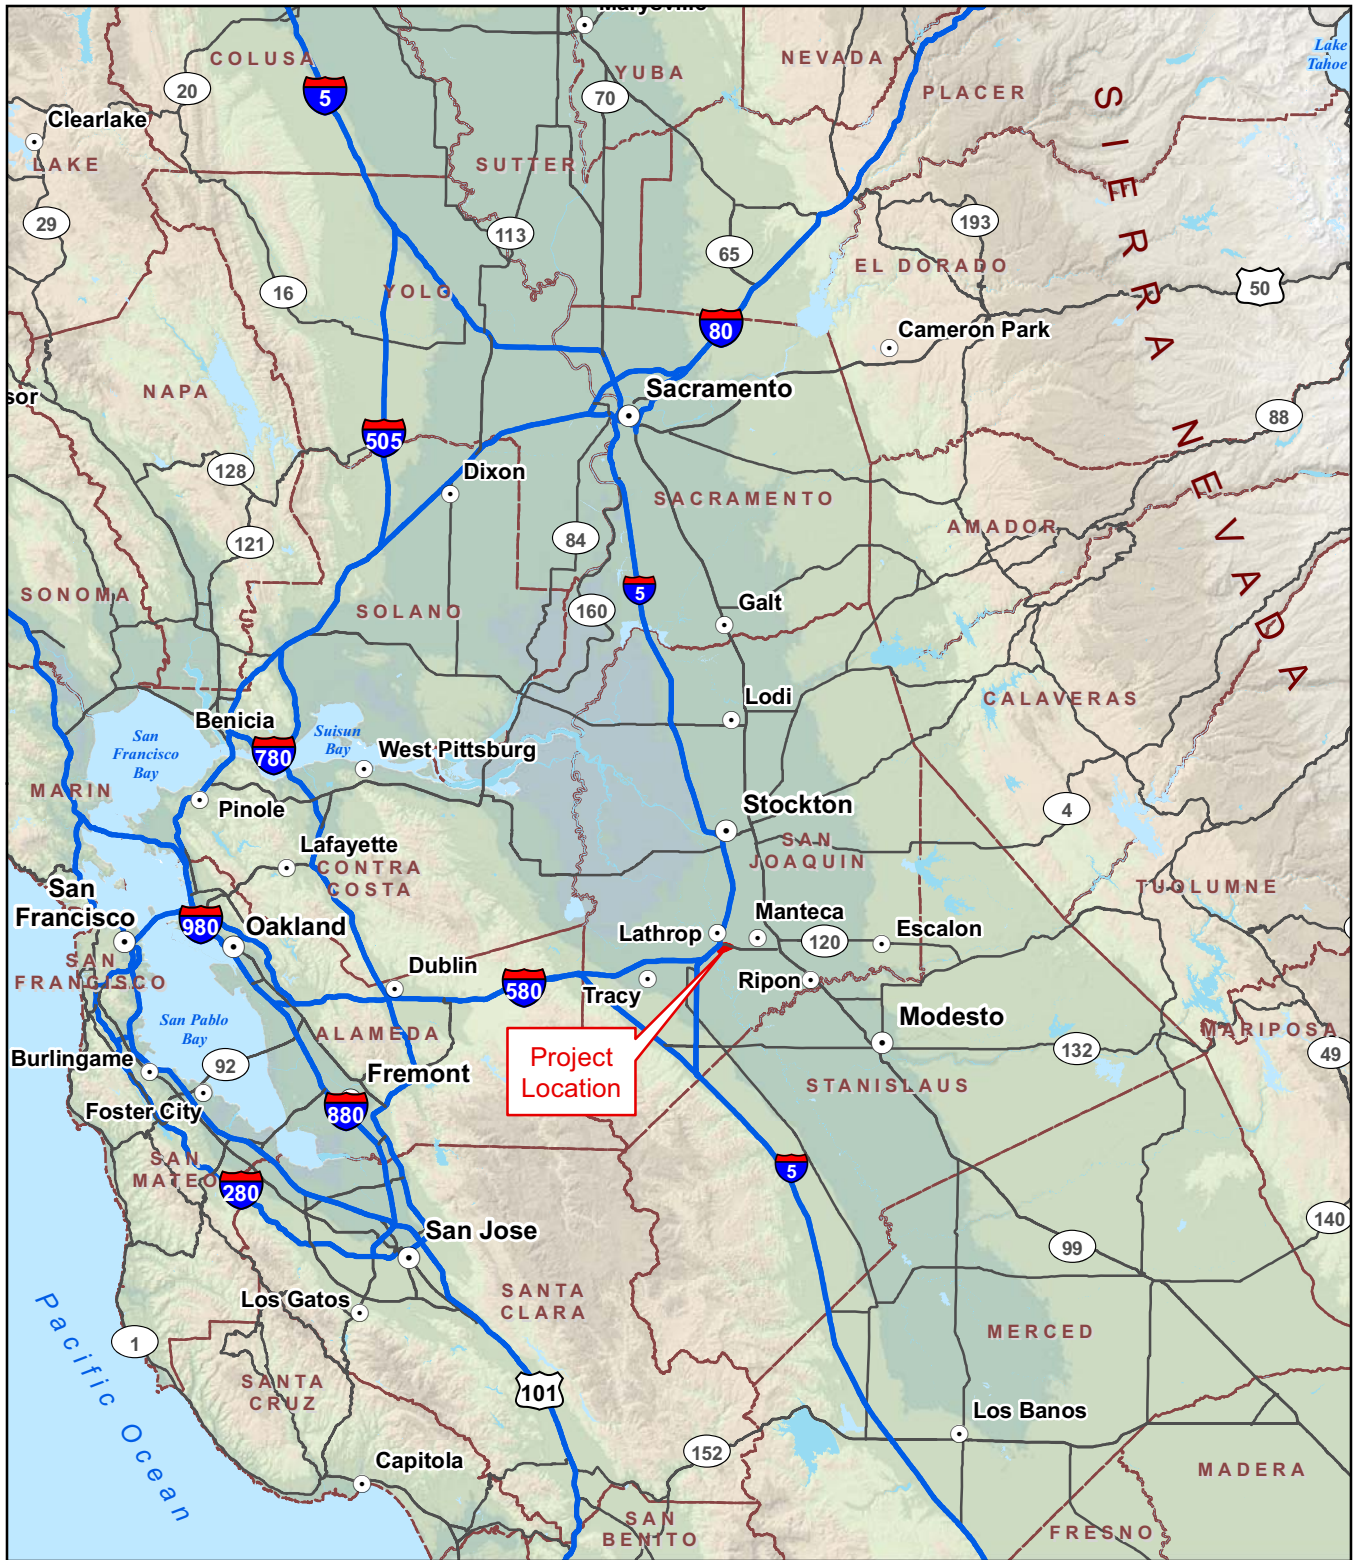 Marysville
COLUSA
NEVADA
Lake
Tahoe
5
20
70
YUBA
PLACER
Clearlake
LAKE
SUTTER
SIERRA NEVADA
29
113
193
65
EL DORADO
16
YOLO
50
80
Cameron Park
NAPA
sor
Sacramento
88
505
128
Dixon
SACRAMENTO
AMADOR
121
84
SONOMA
SOLANO
160
5
Galt
CALAVERAS
Lodi
Benicia
San
Francisco
Bay
Suisun
Bay
780
West Pittsburg
MARIN
Pinole
Stockton
4
SAN
JOAQUIN
Lafayette
CONTRA
COSTA
TUOLUMNE
San
Francisco
980
Oakland
Lathrop
Manteca
120
Escalon
SAN
FRANCISCO
Dublin
580
Tracy
Ripon
San Pablo
Bay
ALAMEDA
Modesto
MARIPOSA
Burlingame
92
Fremont
Project
Location
132
49
STANISLAUS
Foster City
880
SAN
MATEO
280
5
San Jose
140
99
SANTA
CLARA
Los Gatos
Pacific Ocean
1
MERCED
SANTA
CRUZ
101
Los Banos
Capitola
152
MADERA
SAN
BENITO
FRESNO